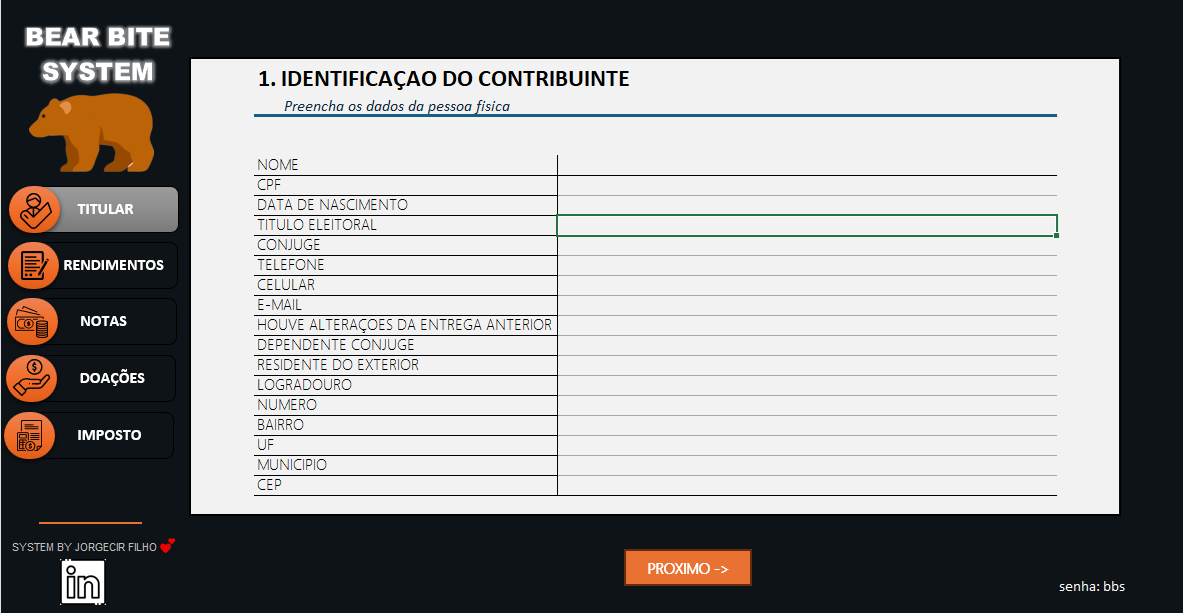 BEAR BITE
SYSTEM
TITULAR
RENDIMENTOS
NOTAS
DOAÇÕES
IMPOSTO
SYSTEM BY JORGECIR FILHO
in
1. IDENTIFICAÇAO DO CONTRIBUINTE
Preencha os dados da pessoa fisica
NOME
CPF
DATA DE NASCIMENTO
TITULO ELEITORAL
CONJUGE
TELEFONE
CELULAR
E-MAIL
HOUVE ALTERAÇOES DA ENTREGA ANTERIOR
DEPENDENTE CONJUGE
RESIDENTE DO EXTERIOR
LOGRADOURO
NUMERO
BAIRRO
UF
MUNICIPIO
CEP
PROXIMO ->
senha: bbs